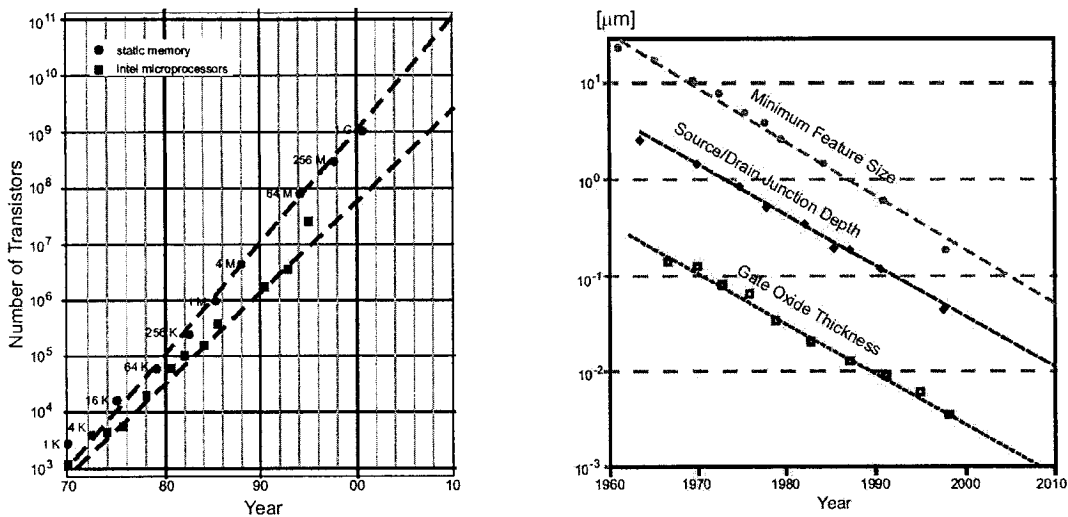 10^11
10^10
10^9
10^8
10^7
10^6
10^5
10^4
10^3
Number of Transistors
static memory
Intel microprocessors
1 K
4 K
16 K
64 K
256 K
1 M
4 M
64 M
256 M
70
80
90
00
10
Year
[µm]
10^1
10^0
10^-1
10^-2
10^-3
Minimum Feature Size
Source/Drain Junction Depth
Gate Oxide Thickness
1960
1970
1980
1990
2000
2010
Year